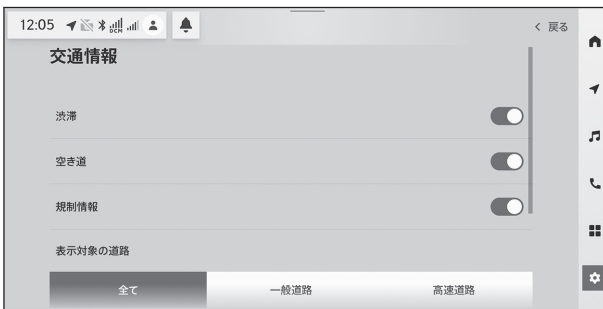 12:05
DCM
戻る
交通情報
渋滞
空き道
規制情報
表示対象の道路
全て
一般道路
高速道路